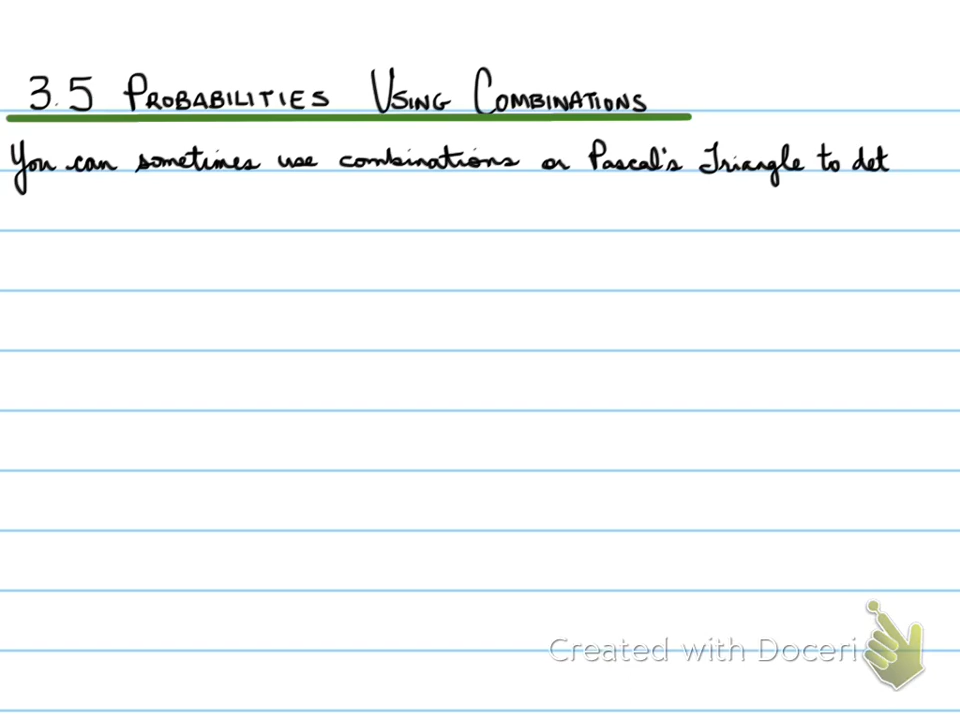 3.5 PROBABILITIES USING COMBINATIONS
You can sometimes use combinations or Pascal's Triangle to det
Created with Doceri